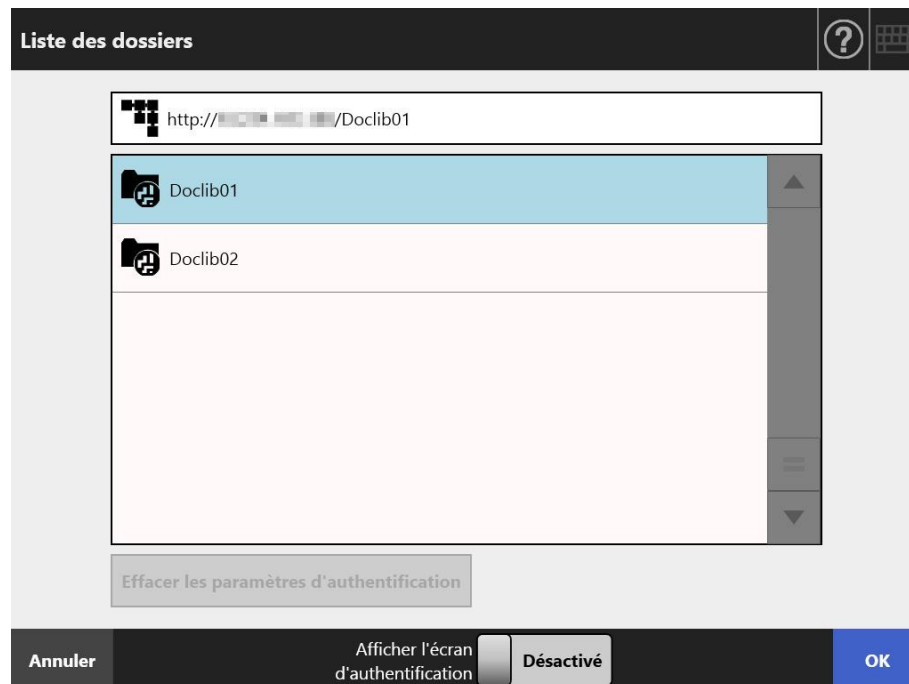 Liste des dossiers
?
http:// /Doclib01
Doclib01
Doclib02
Effacer les paramètres d'authentification
Annuler
Afficher l'écran
d'authentification
Désactivé
OK